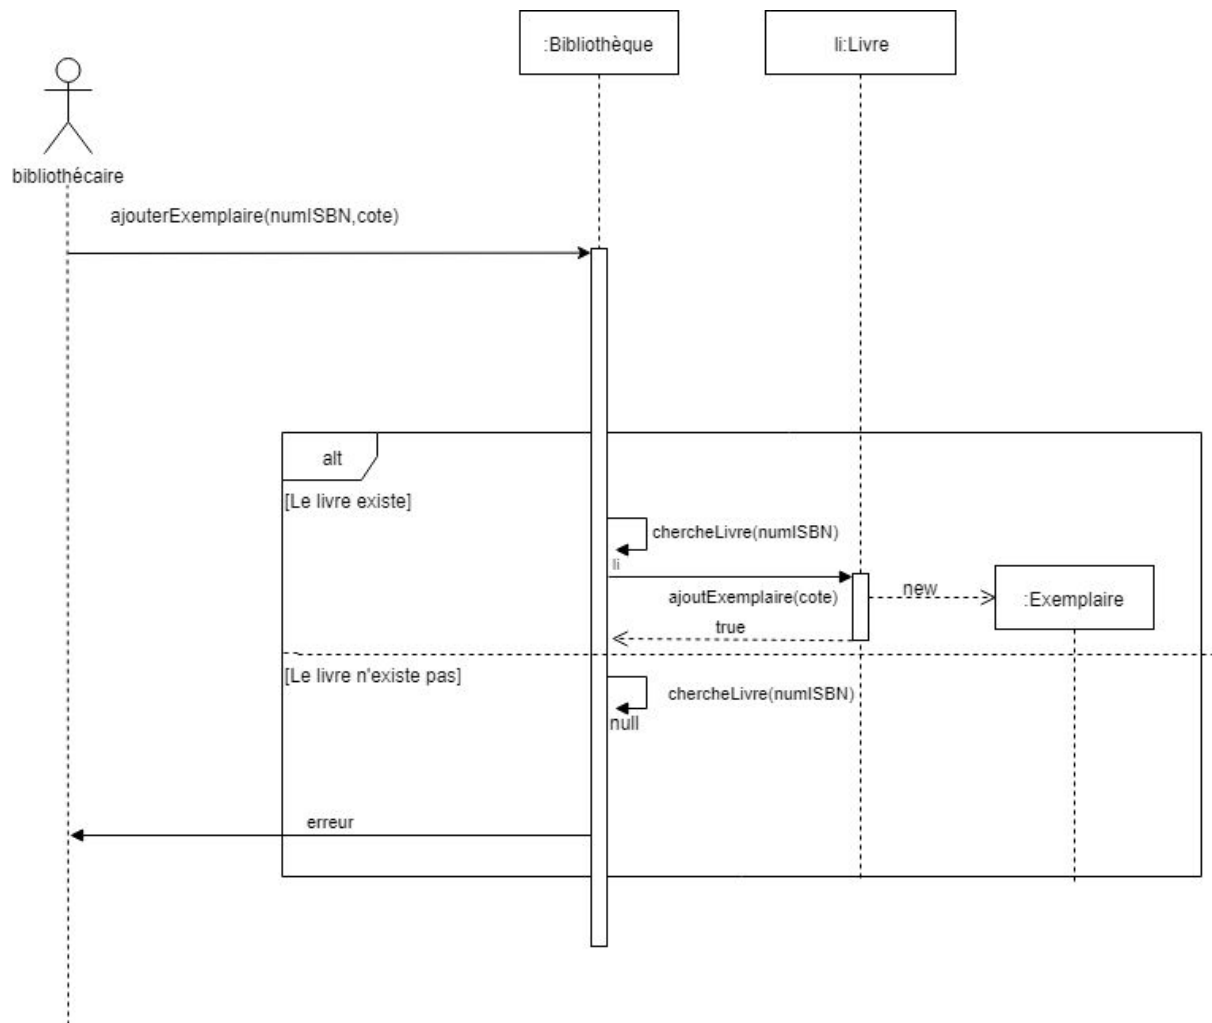 :Bibliothèque
li:Livre
bibliothécaire
ajouterExemplaire(numISBN,cote)
alt
[Le livre existe]
chercheLivre(numISBN)
li
ajoutExemplaire(cote)
new
:Exemplaire
true
[Le livre n'existe pas]
chercheLivre(numISBN)
null
erreur